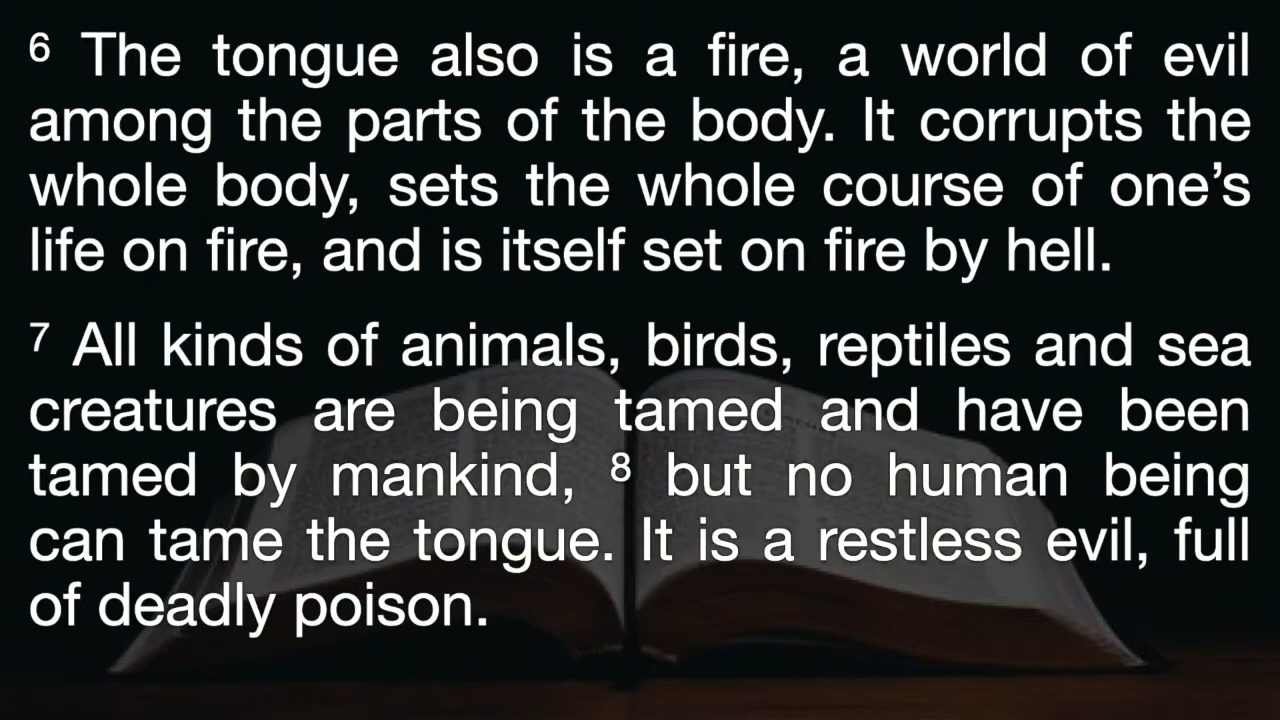 6 The tongue also is a fire, a world of evil
among the parts of the body. It corrupts the
whole body, sets the whole course of one’s
life on fire, and is itself set on fire by hell.
7 All kinds of animals, birds, reptiles and sea
creatures are being tamed and have been
tamed by mankind, 8 but no human being
can tame the tongue. It is a restless evil, full
of deadly poison.